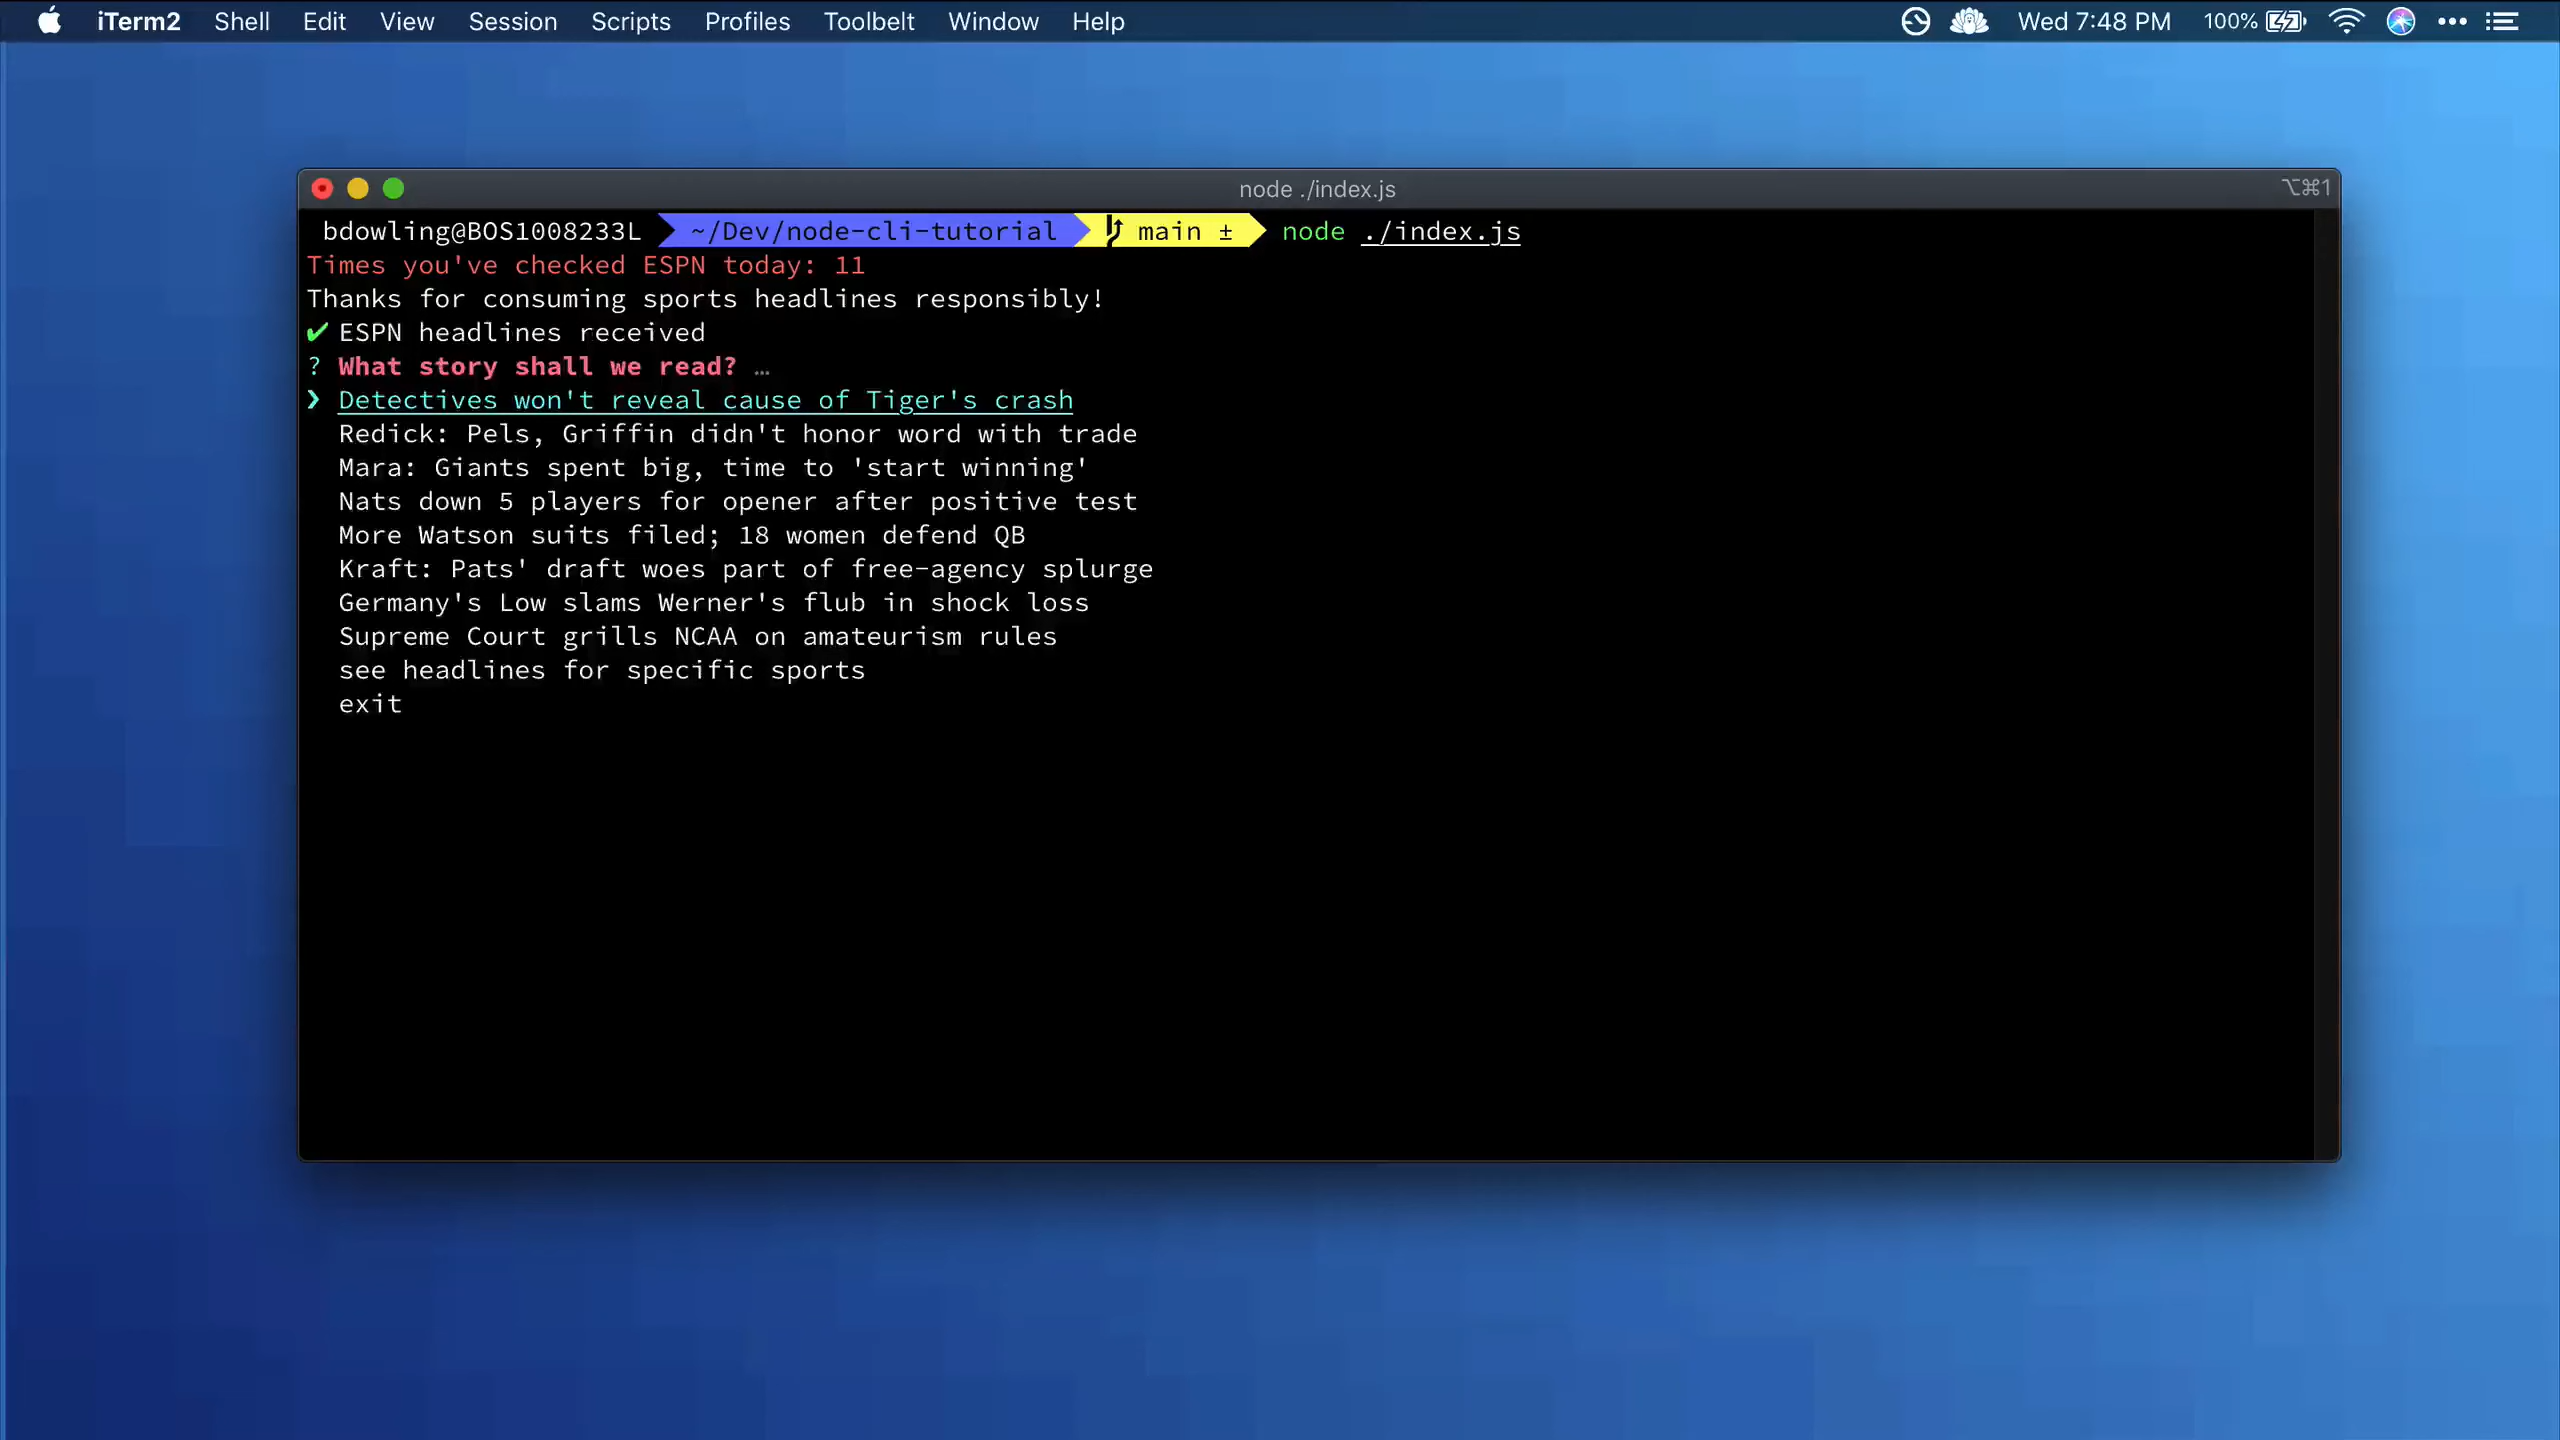 iTerm2 Shell Edit View Session Scripts Profiles Toolbelt Window Help Wed 7:48 PM 100%
node ./index.js ⌥⌘1
bdowling@BOS1008233L ~/Dev/node-cli-tutorial main ± node ./index.js
Times you've checked ESPN today: 11
Thanks for consuming sports headlines responsibly!
✔ ESPN headlines received
? What story shall we read? …
❯ Detectives won't reveal cause of Tiger's crash
Redick: Pels, Griffin didn't honor word with trade
Mara: Giants spent big, time to 'start winning'
Nats down 5 players for opener after positive test
More Watson suits filed; 18 women defend QB
Kraft: Pats' draft woes part of free-agency splurge
Germany's Low slams Werner's flub in shock loss
Supreme Court grills NCAA on amateurism rules
see headlines for specific sports
exit